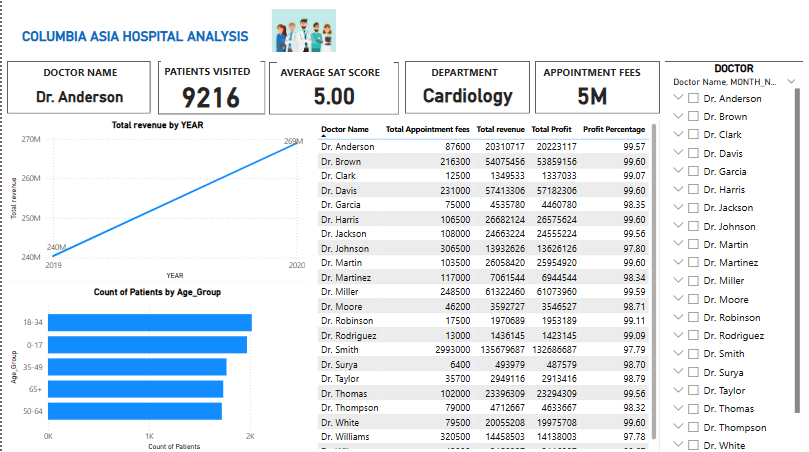 COLUMBIA ASIA HOSPITAL ANALYSIS
DOCTOR NAME
Dr. Anderson
PATIENTS VISITED
9216
AVERAGE SAT SCORE
5.00
DEPARTMENT
Cardiology
APPOINTMENT FEES
5M
Total revenue by YEAR
270M
260M
250M
240M
Total revenue
240M
269M
2019
2020
YEAR
Count of Patients by Age_Group
Age_Group
18-34
0-17
35-49
65+
50-64
0K 1K 2K
Count of Patients
Doctor Name Total Appointment fees Total revenue Total Profit Profit Percentage
Dr. Anderson 87600 20310717 20223117 99.57
Dr. Brown 216300 54075456 53859156 99.60
Dr. Clark 12500 1349533 1337033 99.07
Dr. Davis 231000 57413306 57182306 99.60
Dr. Garcia 75000 4535780 4460780 98.35
Dr. Harris 106500 26682124 26575624 99.60
Dr. Jackson 108000 24663224 24555224 99.56
Dr. Johnson 306500 13932626 13626126 97.80
Dr. Martin 103500 26058420 25954920 99.60
Dr. Martinez 117000 7061544 6944544 98.34
Dr. Miller 248500 61322460 61073960 99.59
Dr. Moore 46200 3592727 3546527 98.71
Dr. Robinson 17500 1970689 1953189 99.11
Dr. Rodriguez 13000 1436145 1423145 99.09
Dr. Smith 2993000 135679687 132686687 97.79
Dr. Surya 6400 493979 487579 98.70
Dr. Taylor 35700 2949116 2913416 98.79
Dr. Thomas 102000 23396309 23294309 99.56
Dr. Thompson 79000 4712667 4633667 98.32
Dr. White 79500 20055208 19975708 99.60
Dr. Williams 320500 14458503 14138003 97.78
DOCTOR
Doctor Name, MONTH_N...
Dr. Anderson
Dr. Brown
Dr. Clark
Dr. Davis
Dr. Garcia
Dr. Harris
Dr. Jackson
Dr. Johnson
Dr. Martin
Dr. Martinez
Dr. Miller
Dr. Moore
Dr. Robinson
Dr. Rodriguez
Dr. Smith
Dr. Surya
Dr. Taylor
Dr. Thomas
Dr. Thompson
Dr. White